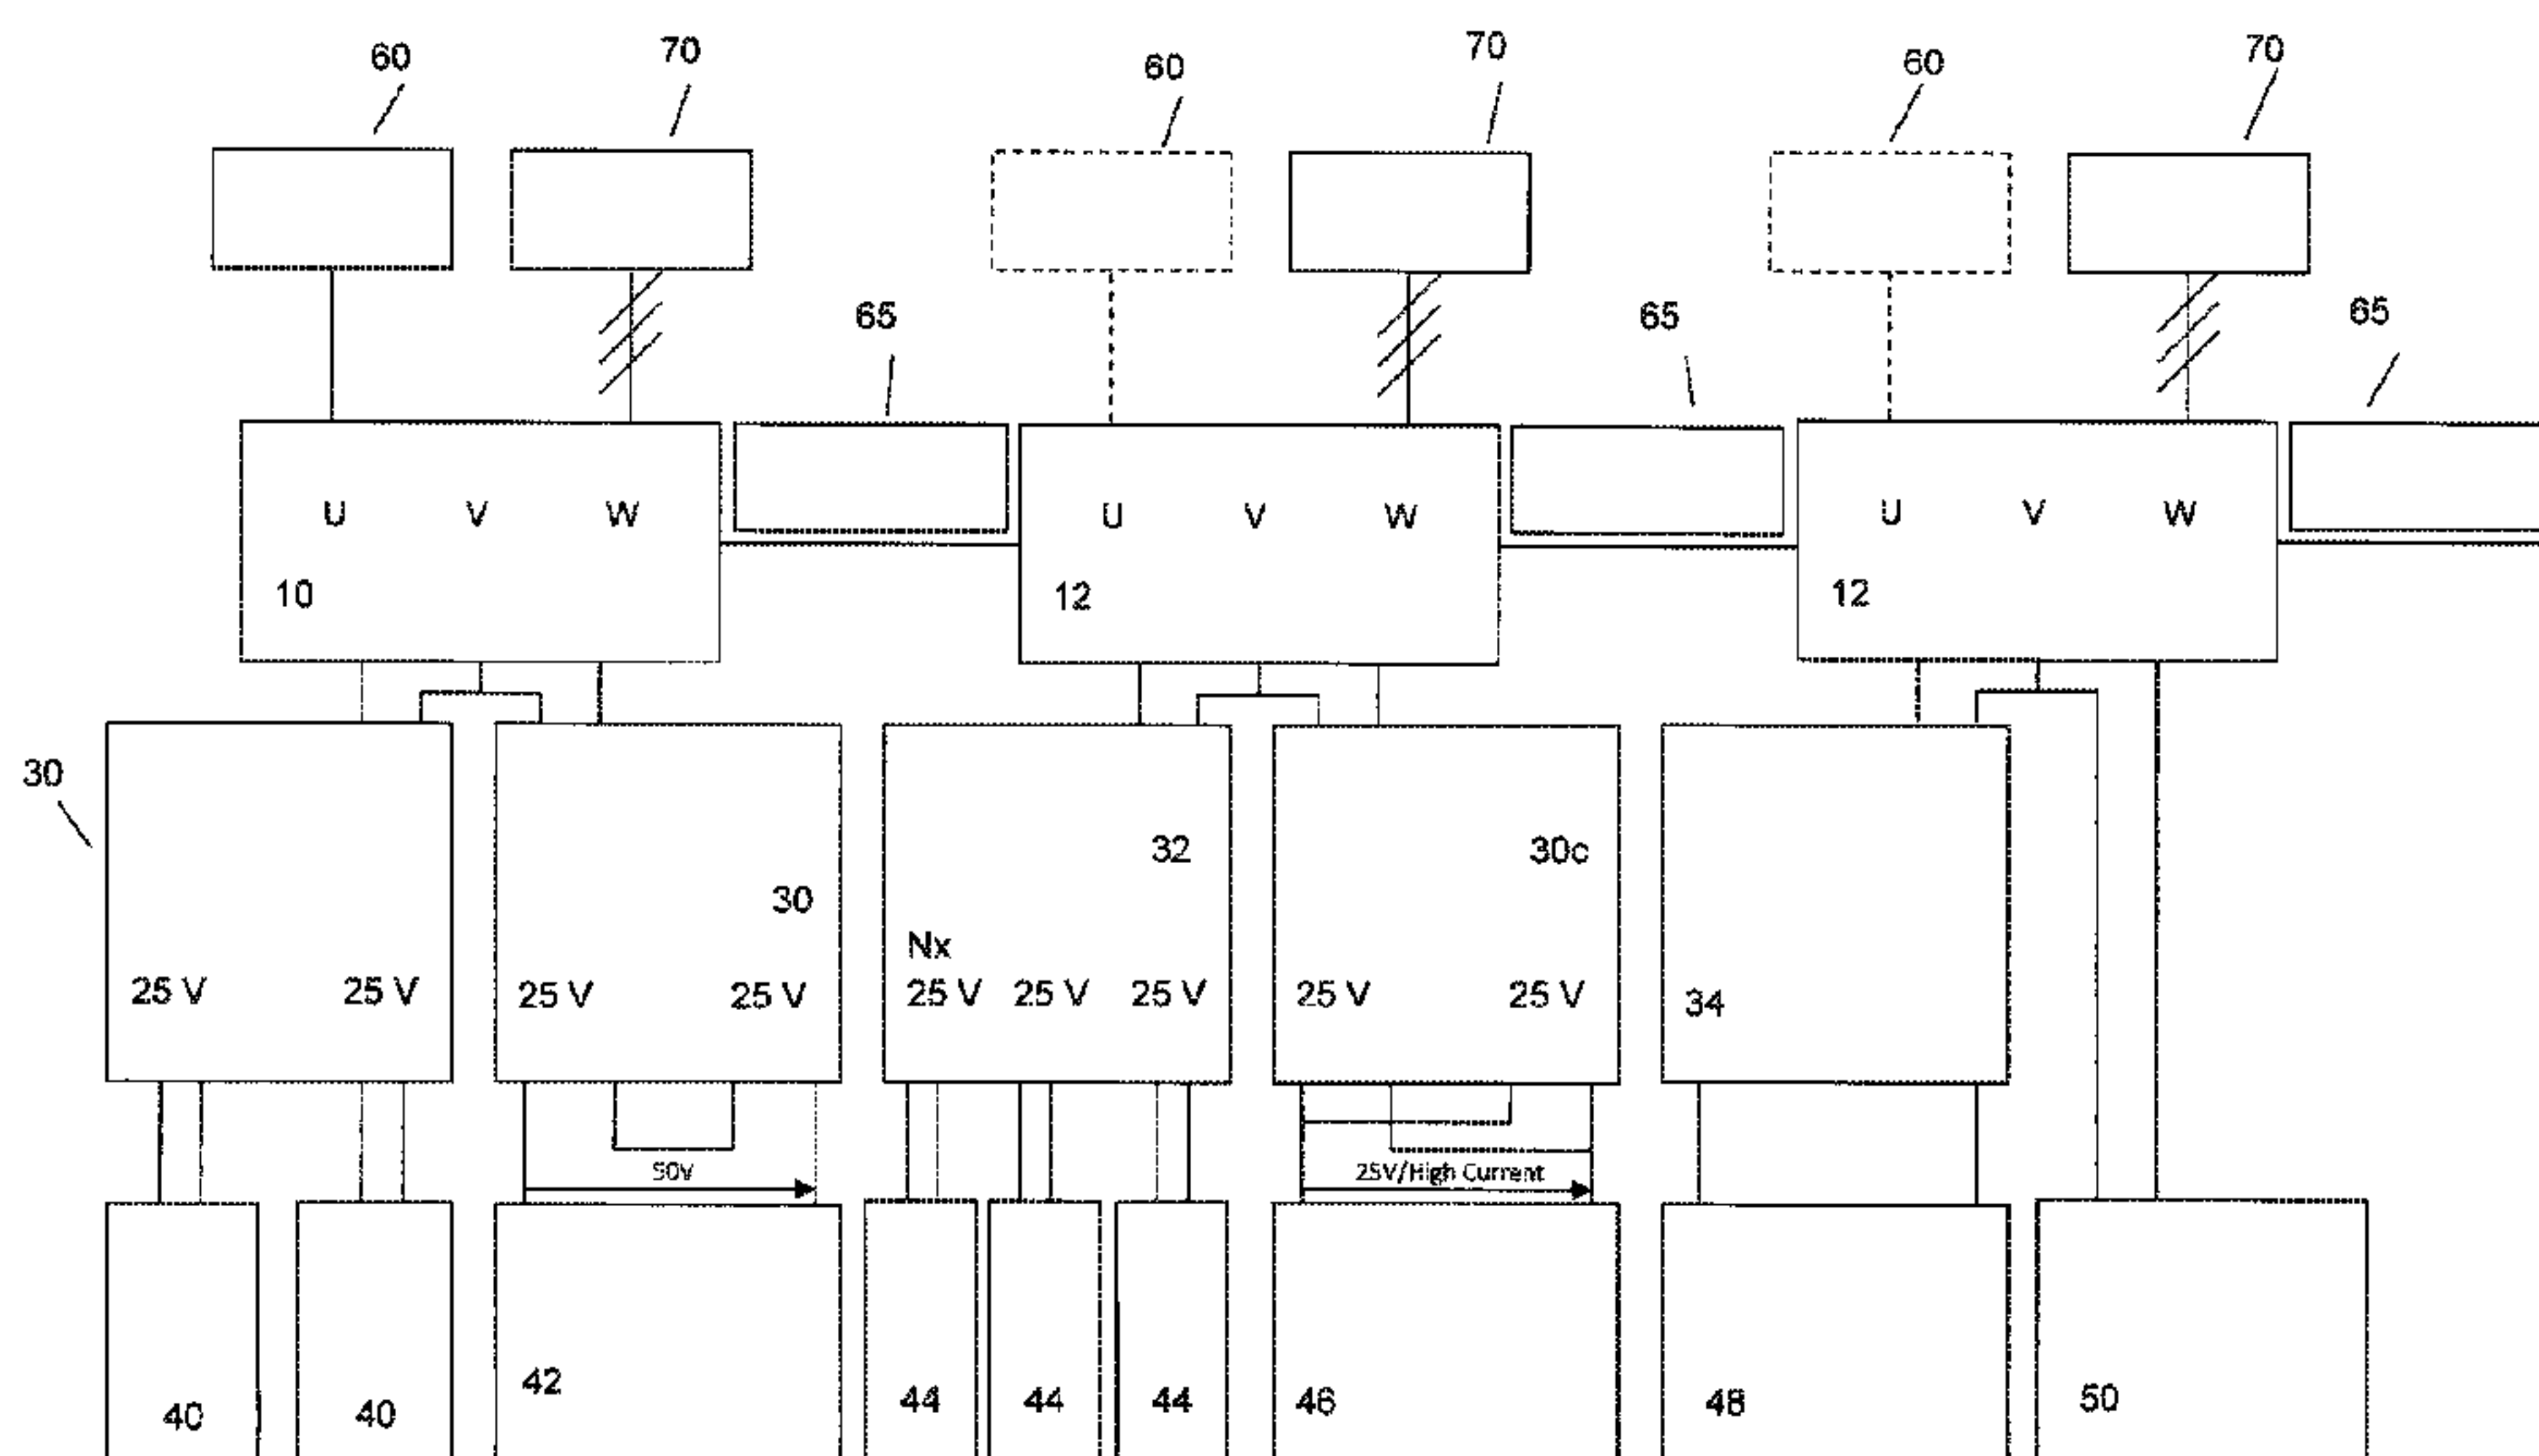 60 70 60 70 60 70
65 65 65
U V W U V W U V W
10 12 12
30
32 30c
30
Nx
25 V 25 V 25 V 25 V 25 V 25 V 25 V 25 V 25 V 34
50V 25V/High Current
42
40 40 44 44 44 46 48 50